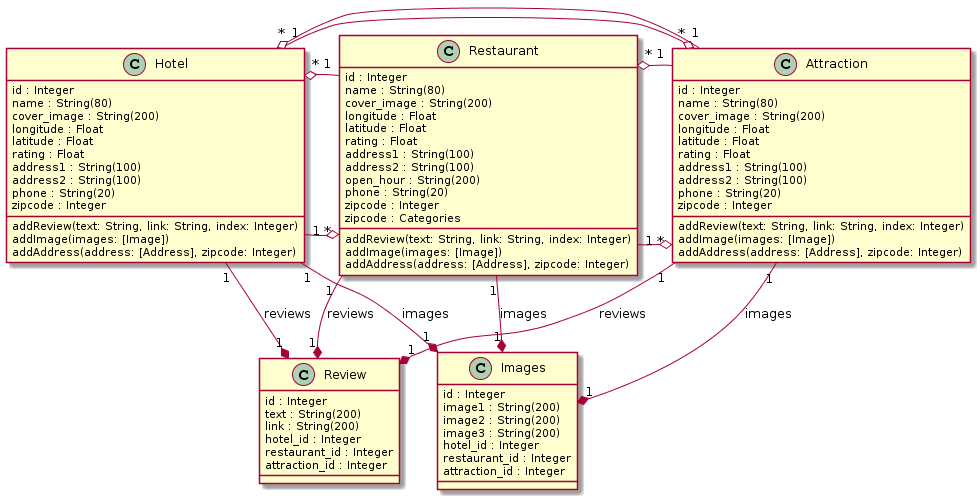 * 1
* 1
C Hotel
id : Integer
name : String(80)
cover_image : String(200)
longitude : Float
latitude : Float
rating : Float
address1 : String(100)
address2 : String(100)
phone : String(20)
zipcode : Integer
addReview(text: String, link: String, index: Integer)
addImage(images: [Image])
addAddress(address: [Address], zipcode: Integer)
* 1
1 *
C Restaurant
id : Integer
name : String(80)
cover_image : String(200)
longitude : Float
latitude : Float
rating : Float
address1 : String(100)
address2 : String(100)
open_hour : String(200)
phone : String(20)
zipcode : Integer
zipcode : Categories
addReview(text: String, link: String, index: Integer)
addImage(images: [Image])
addAddress(address: [Address], zipcode: Integer)
* 1
1 *
C Attraction
id : Integer
name : String(80)
cover_image : String(200)
longitude : Float
latitude : Float
rating : Float
address1 : String(100)
address2 : String(100)
phone : String(20)
zipcode : Integer
addReview(text: String, link: String, index: Integer)
addImage(images: [Image])
addAddress(address: [Address], zipcode: Integer)
1 1 1 1 1 1
reviews reviews images images reviews images
1 1 1 1 1 1
C Review
id : Integer
text : String(200)
link : String(200)
hotel_id : Integer
restaurant_id : Integer
attraction_id : Integer
C Images
id : Integer
image1 : String(200)
image2 : String(200)
image3 : String(200)
hotel_id : Integer
restaurant_id : Integer
attraction_id : Integer